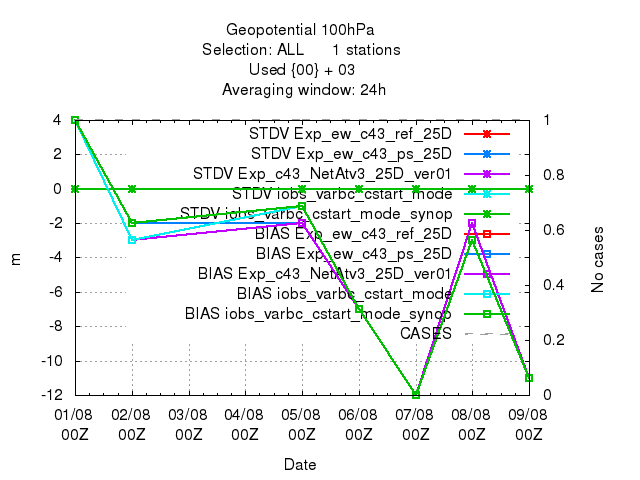 Geopotential 100hPa
Selection: ALL 1 stations
Used {00} + 03
Averaging window: 24h
4 1
STDV Exp_ew_c43_ref_25D
2 STDV Exp_ew_c43_ps_25D
STDV Exp_c43_NetAtv3_25D_ver01 0.8
0 STDV iobs_varbc_cstart_mode
STDV iobs_varbc_cstart_mode_synop
-2 BIAS Exp_ew_c43_ref_25D 0.6
-4 BIAS Exp_ew_c43_ps_25D
m No cases
BIAS Exp_c43_NetAtv3_25D_ver01
-6 BIAS iobs_varbc_cstart_mode 0.4
-8 BIAS iobs_varbc_cstart_mode_synop
CASES 0.2
-10
-12 0
01/08 02/08 03/08 04/08 05/08 06/08 07/08 08/08 09/08
00Z 00Z 00Z 00Z 00Z 00Z 00Z 00Z 00Z
Date